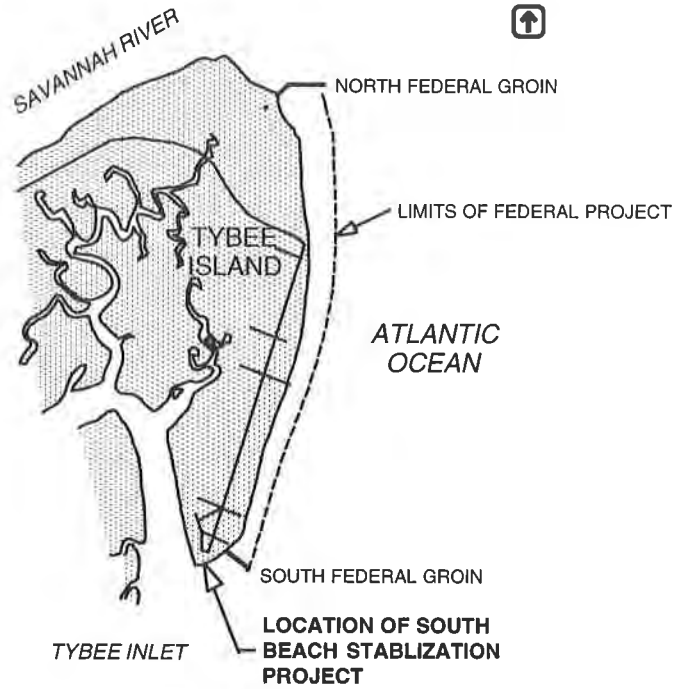 SAVANNAH RIVER
NORTH FEDERAL GROIN
LIMITS OF FEDERAL PROJECT
TYBEE
ISLAND
ATLANTIC
OCEAN
SOUTH FEDERAL GROIN
TYBEE INLET
LOCATION OF SOUTH
BEACH STABLIZATION
PROJECT